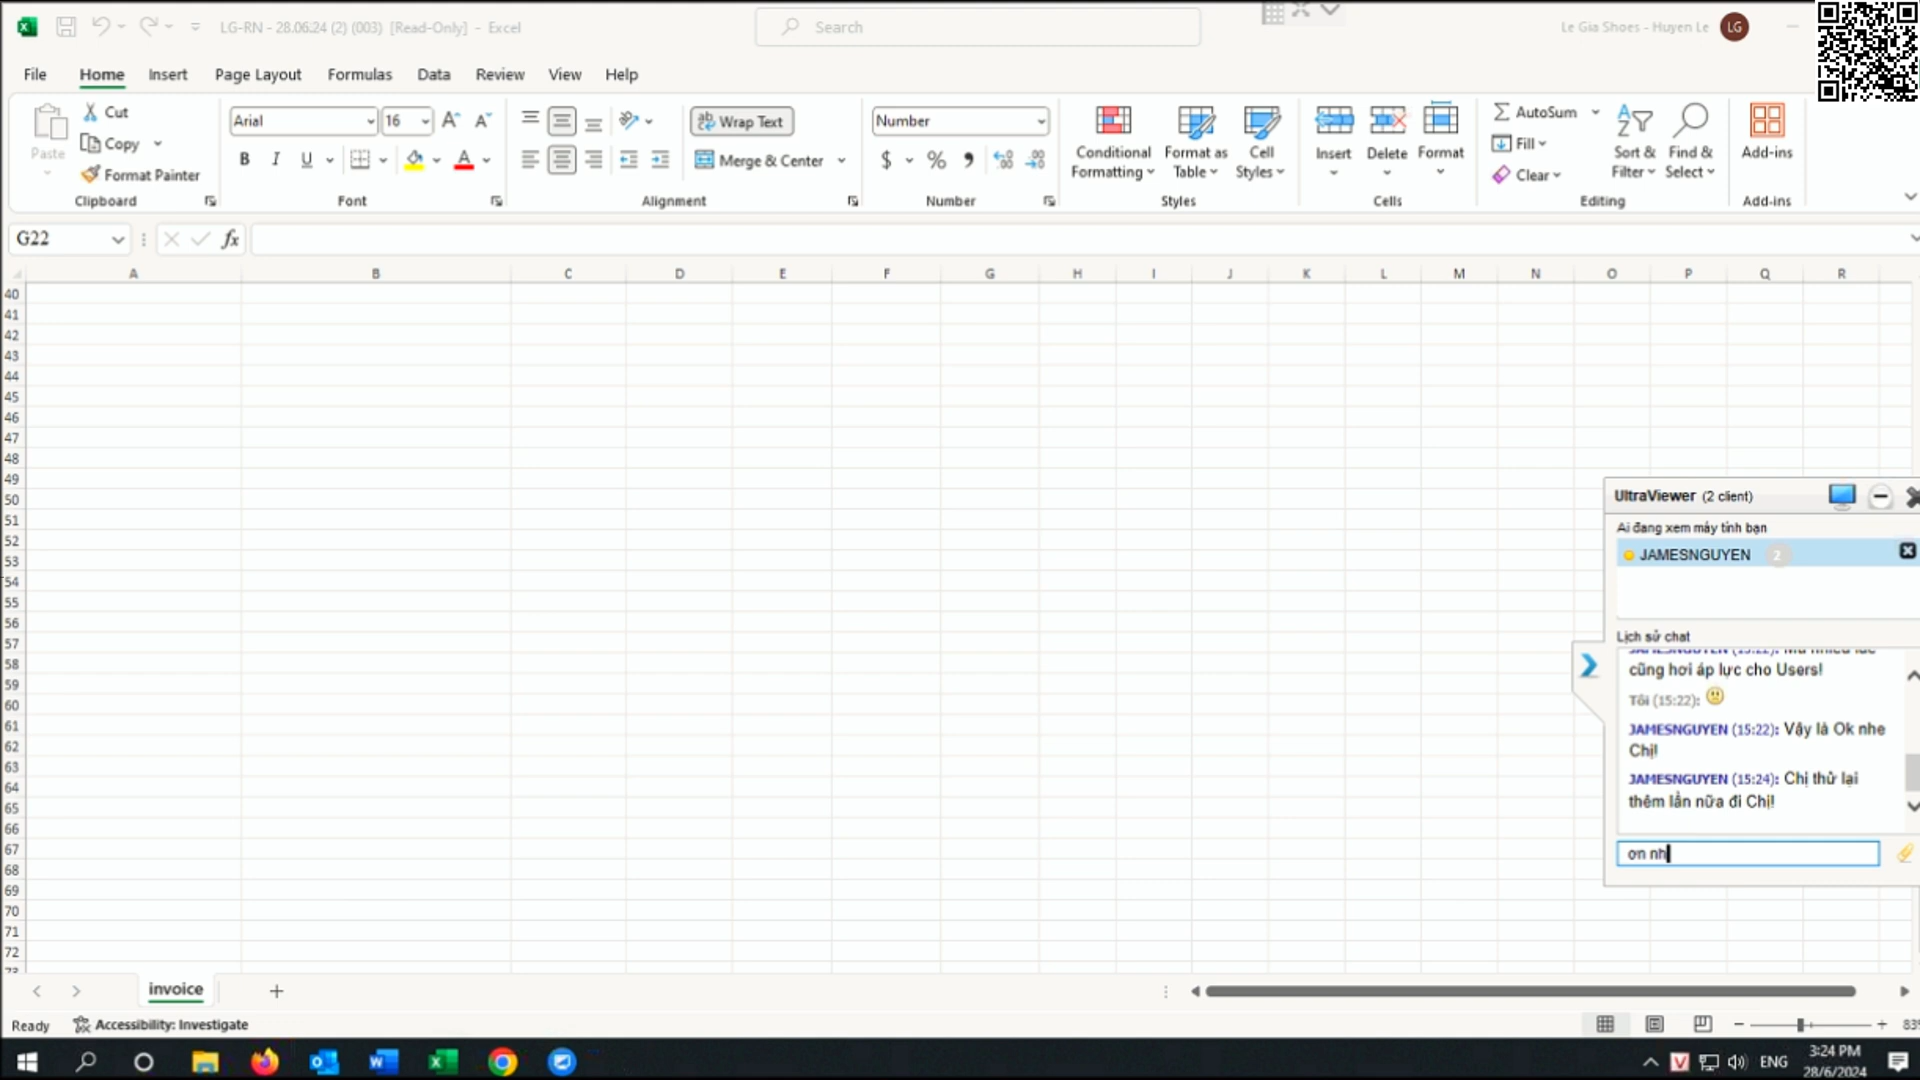 LG-RN - 28.06.24 (2) (003) [Read-Only] - Excel
Search
Le Gia Shoes - Huyen Le
LG
File
Home
Insert
Page Layout
Formulas
Data
Review
View
Help
Paste
Cut
Copy
Format Painter
Clipboard
Arial
16
B I U
Font
Wrap Text
Merge & Center
Alignment
Number
$ %
Number
Conditional Formatting
Format as Table
Cell Styles
Styles
Insert
Delete
Format
Cells
AutoSum
Fill
Clear
Sort & Filter
Find & Select
Editing
Add-ins
Add-ins
G22
fx
A B C D E F G H I J K L M N O P Q R
40
41
42
43
44
45
46
47
48
49
50
51
52
53
54
55
56
57
58
59
60
61
62
63
64
65
66
67
68
69
70
71
72
73
UltraViewer (2 client)
Ai đang xem máy tính bạn
JAMESNGUYEN 2
Lịch sử chat
cũng hơi áp lực cho Users!
Tôi (15:22):
JAMESNGUYEN (15:22): Vậy là Ok nhe
Chị!
JAMESNGUYEN (15:24): Chị thử lại
thêm lần nữa đi Chị!
ơn nh
invoice
Ready
Accessibility: Investigate
ENG
3:24 PM
28/6/2024